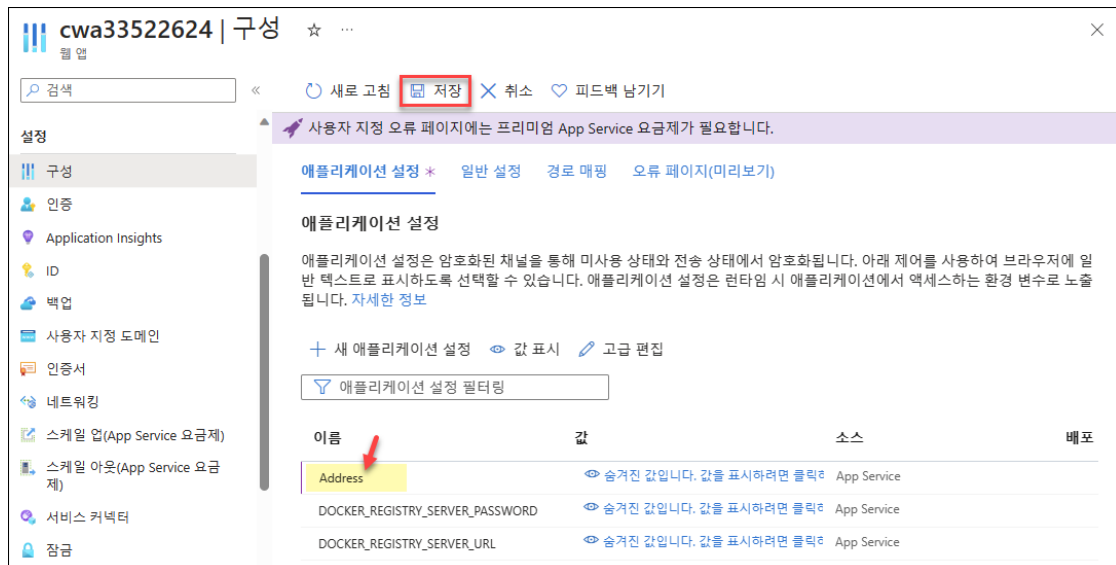 cwa33522624 | 구성 ☆ ···
웹 앱
검색
새로 고침 저장 취소 피드백 남기기
사용자 지정 오류 페이지에는 프리미엄 App Service 요금제가 필요합니다.
설정
구성
인증
Application Insights
ID
백업
사용자 지정 도메인
인증서
네트워킹
스케일 업(App Service 요금제)
스케일 아웃(App Service 요금
제)
서비스 커넥터
잠금
애플리케이션 설정 * 일반 설정 경로 매핑 오류 페이지(미리보기)
애플리케이션 설정
애플리케이션 설정은 암호화된 채널을 통해 미사용 상태와 전송 상태에서 암호화됩니다. 아래 제어를 사용하여 브라우저에 일
반 텍스트로 표시하도록 선택할 수 있습니다. 애플리케이션 설정은 런타임 시 애플리케이션에서 액세스하는 환경 변수로 노출
됩니다. 자세한 정보
새 애플리케이션 설정 값 표시 고급 편집
애플리케이션 설정 필터링
이름 값 소스 배포
Address 숨겨진 값입니다. 값을 표시하려면 클릭 App Service
DOCKER_REGISTRY_SERVER_PASSWORD 숨겨진 값입니다. 값을 표시하려면 클릭 App Service
DOCKER_REGISTRY_SERVER_URL 숨겨진 값입니다. 값을 표시하려면 클릭 App Service